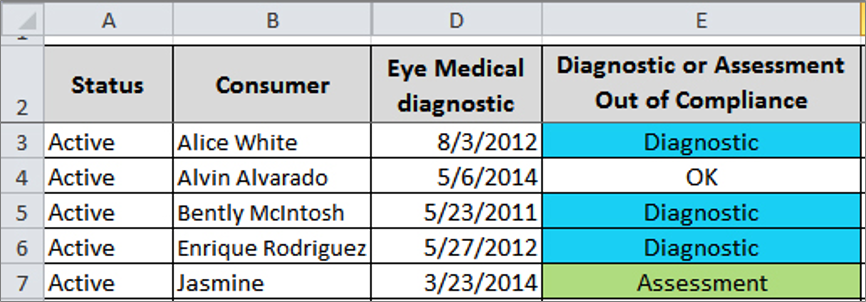 A B D E
Status Consumer Eye Medical diagnostic Diagnostic or Assessment Out of Compliance
2
3 Active Alice White 8/3/2012 Diagnostic
4 Active Alvin Alvarado 5/6/2014 OK
5 Active Bently McIntosh 5/23/2011 Diagnostic
6 Active Enrique Rodriguez 5/27/2012 Diagnostic
7 Active Jasmine 3/23/2014 Assessment